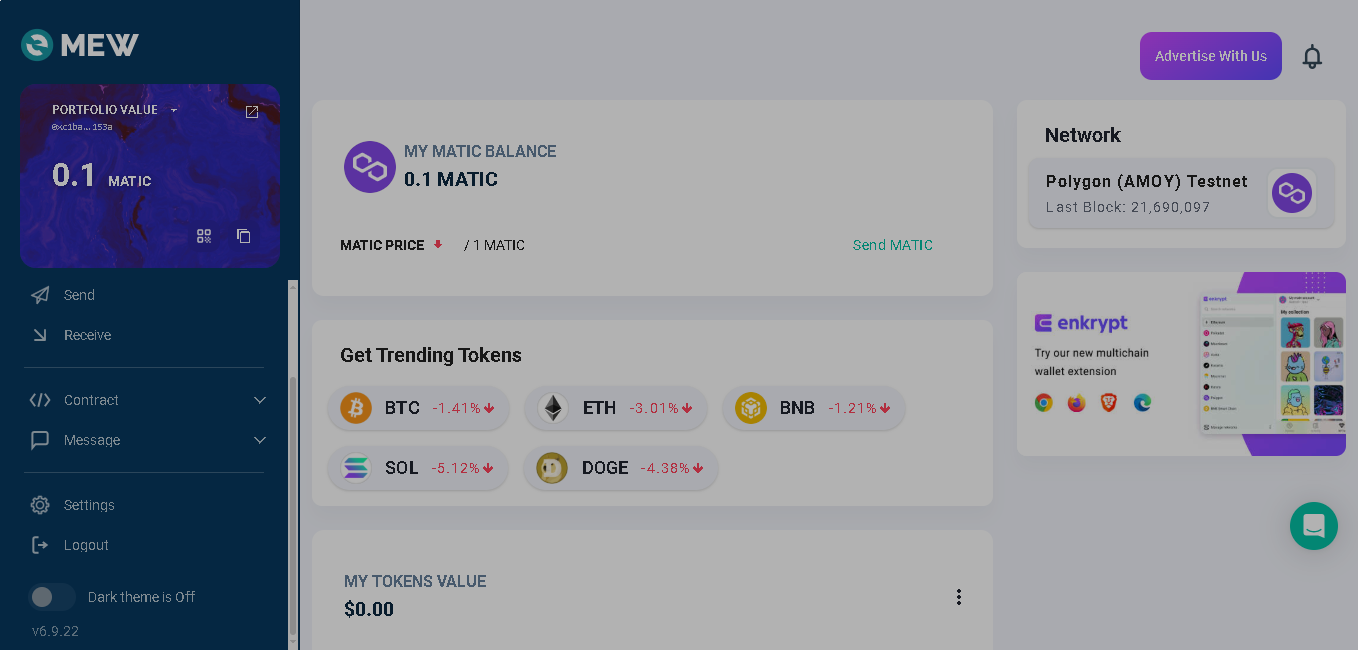 MEW
PORTFOLIO VALUE
0.1 MATIC
Send
Receive
Contract
Message
Settings
Logout
Dark theme is Off
v6.9.22
Advertise With Us
MY MATIC BALANCE
0.1 MATIC
MATIC PRICE / 1 MATIC
Send MATIC
Get Trending Tokens
BTC -1.41%
ETH -3.01%
BNB -1.21%
SOL -5.12%
DOGE -4.38%
MY TOKENS VALUE
$0.00
Network
Polygon (AMOY) Testnet
Last Block: 21,690,097
enkrypt
Try our new multichain
wallet extension
enkrypt
My collection